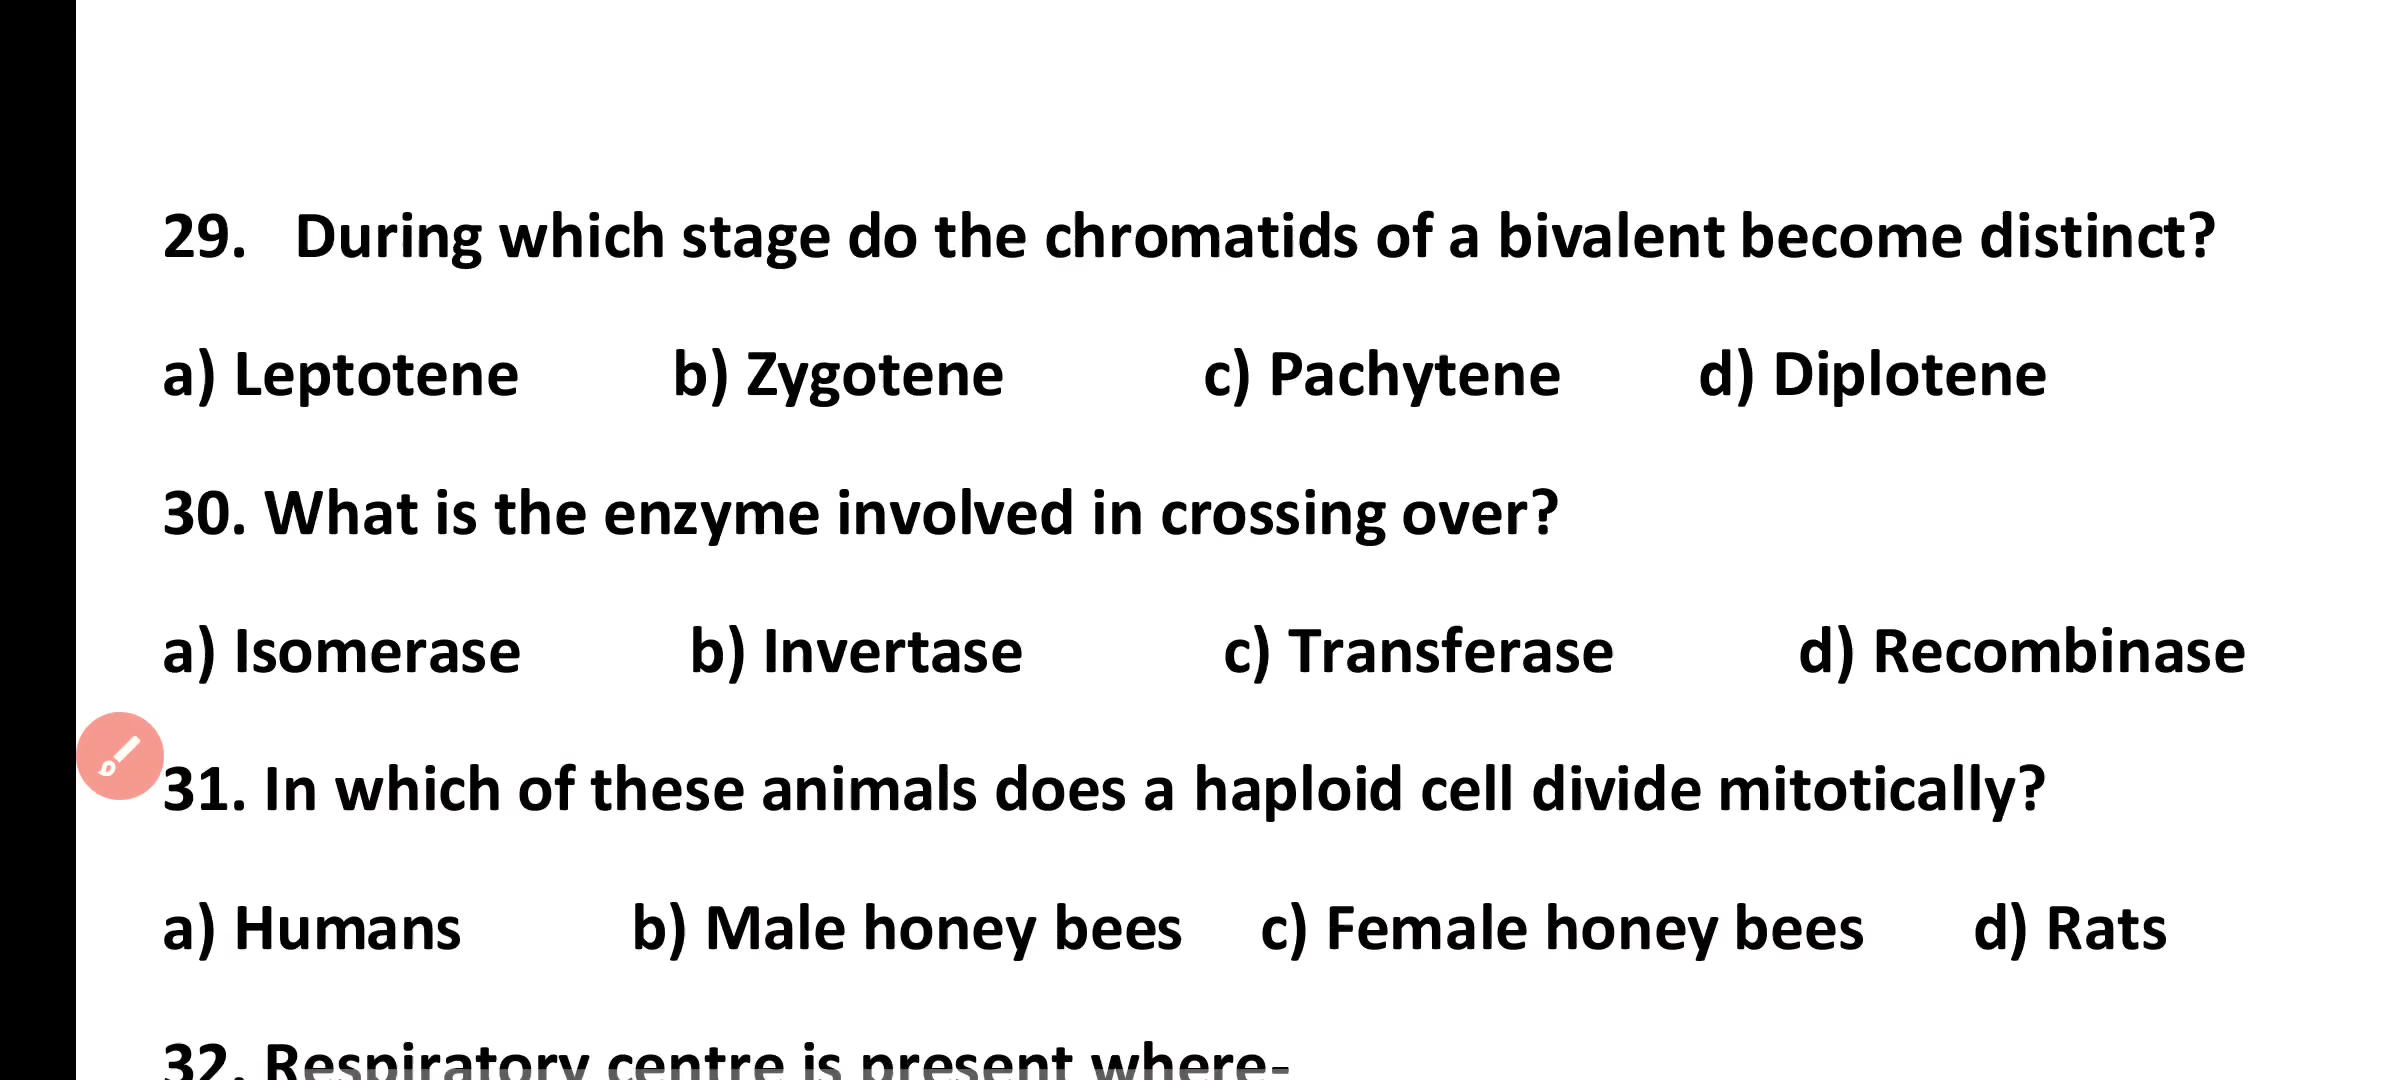 29. During which stage do the chromatids of a bivalent become distinct?
a) Leptotene b) Zygotene c) Pachytene d) Diplotene
30. What is the enzyme involved in crossing over?
a) Isomerase b) Invertase c) Transferase d) Recombinase
31. In which of these animals does a haploid cell divide mitotically?
a) Humans b) Male honey bees c) Female honey bees d) Rats
32. Respiratory centre is present where-